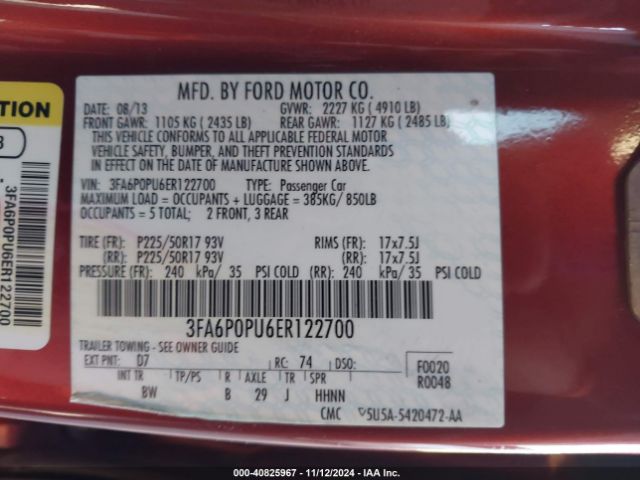 MFD. BY FORD MOTOR CO.
DATE: 08/13 GVWR: 2227 KG ( 4910 LB)
FRONT GAWR: 1105 KG ( 2435 LB) REAR GAWR: 1127 KG ( 2485 LB)
THIS VEHICLE CONFORMS TO ALL APPLICABLE FEDERAL MOTOR
VEHICLE SAFETY, BUMPER, AND THEFT PREVENTION STANDARDS
IN EFFECT ON THE DATE OF MANUFACTURE SHOWN ABOVE.
VIN: 3FA6P0PU6ER122700 TYPE: Passenger Car
MAXIMUM LOAD = OCCUPANTS + LUGGAGE = 385KG/ 850LB
OCCUPANTS = 5 TOTAL; 2 FRONT, 3 REAR
TIRE (FR): P225/50R17 93V RIMS (FR): 17x7.5J
(RR): P225/50R17 93V (RR): 17x7.5J
PRESSURE (FR): 240 kPa/ 35 PSI COLD (RR): 240 kPa/ 35 PSI COLD
3FA6P0PU6ER122700
TRAILER TOWING - SEE OWNER GUIDE
EXT PNT: D7 RC: 74 DSO: F0020
R0048
INT TR TP/PS R AXLE TR SPR
BW B 29 J HHNN
CMC 5U5A-5420472-AA
TION
3
3FA6P0PU6ER122700
000-40825967 - 11/12/2024 - IAA Inc.